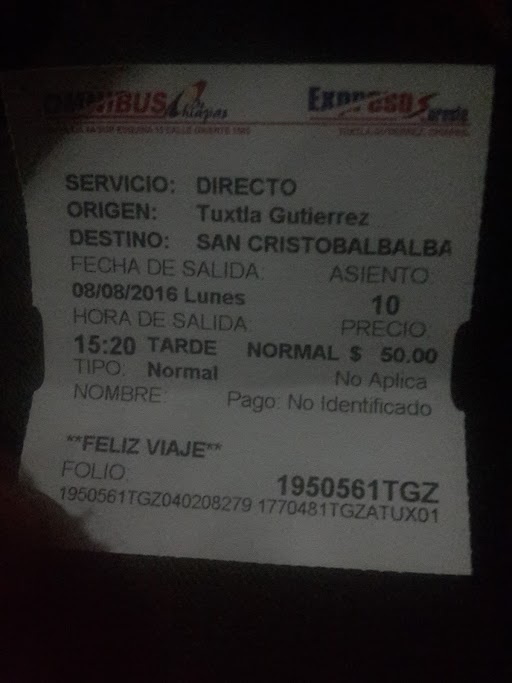 OMNIBUS de Chiapas
Expreso
SERVICIO: DIRECTO
ORIGEN: Tuxtla Gutierrez
DESTINO: SAN CRISTOBALBALBA
FECHA DE SALIDA: ASIENTO:
08/08/2016 Lunes 10
HORA DE SALIDA: PRECIO:
15:20 TARDE NORMAL $ 50.00
TIPO: Normal No Aplica
NOMBRE: Pago: No Identificado
**FELIZ VIAJE**
FOLIO: 1950561TGZ
1950561TGZ040208279 1770481TGZATUX01